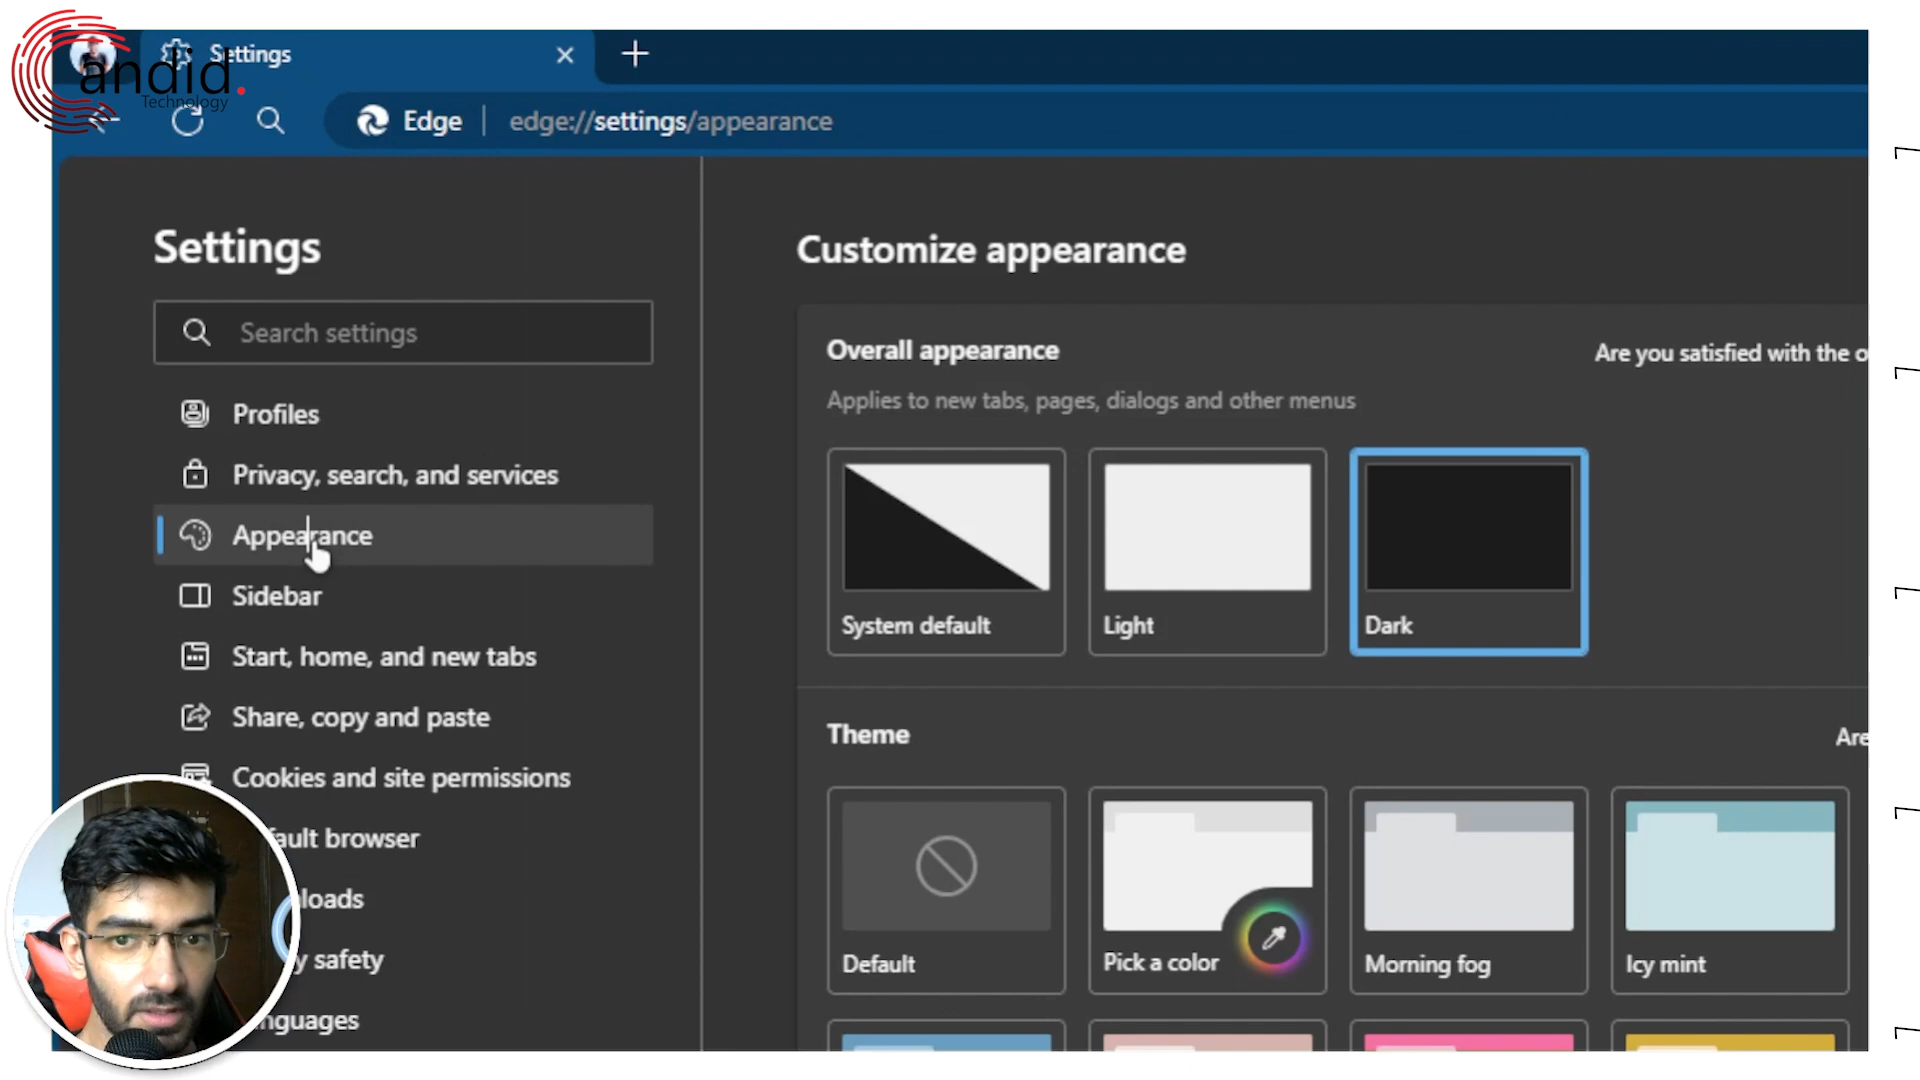 andid.
Technology
Settings
Edge
edge://settings/appearance
Settings
Search settings
Profiles
Privacy, search, and services
Appearance
Sidebar
Start, home, and new tabs
Share, copy and paste
Cookies and site permissions
ault browser
loads
y safety
nguages
Customize appearance
Overall appearance
Are you satisfied with the o
Applies to new tabs, pages, dialogs and other menus
System default
Light
Dark
Theme
Are
Default
Pick a color
Morning fog
Icy mint